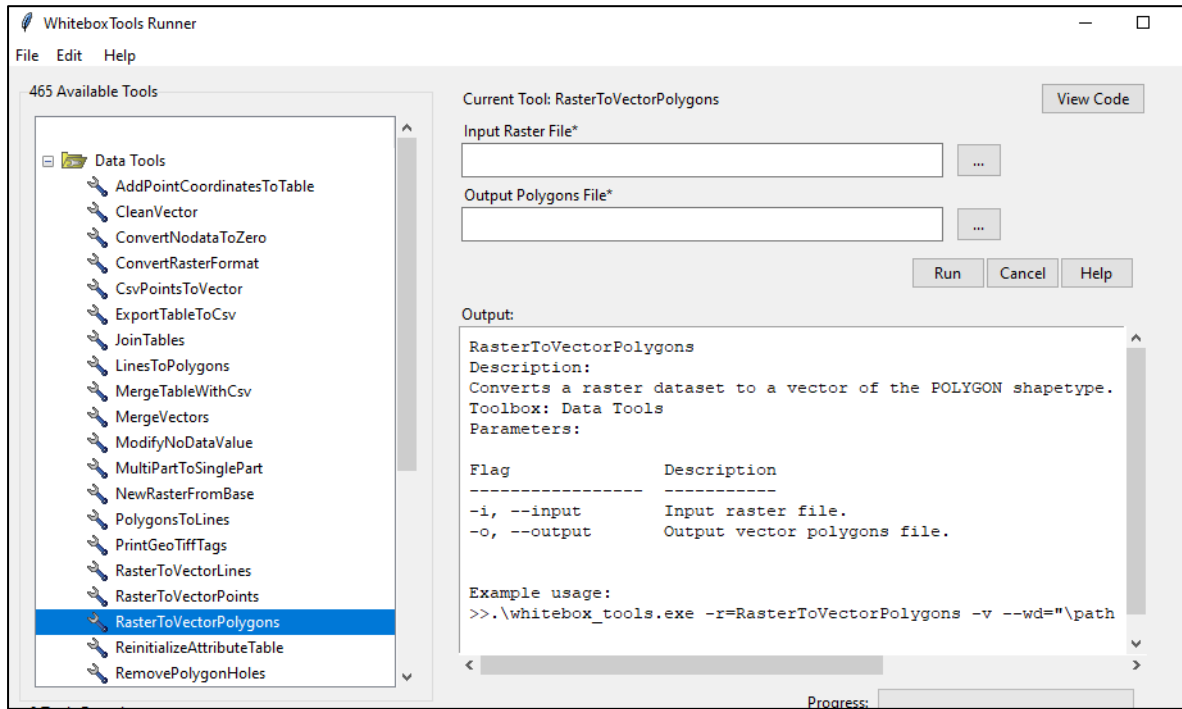 WhiteboxTools Runner
File Edit Help
465 Available Tools
Data Tools
AddPointCoordinatesToTable
CleanVector
ConvertNodataToZero
ConvertRasterFormat
CsvPointsToVector
ExportTableToCsv
JoinTables
LinesToPolygons
MergeTableWithCsv
MergeVectors
ModifyNoDataValue
MultiPartToSinglePart
NewRasterFromBase
PolygonsToLines
PrintGeoTiffTags
RasterToVectorLines
RasterToVectorPoints
RasterToVectorPolygons
ReinitializeAttributeTable
RemovePolygonHoles
Current Tool: RasterToVectorPolygons
View Code
Input Raster File*
...
Output Polygons File*
...
Run Cancel Help
Output:
RasterToVectorPolygons
Description:
Converts a raster dataset to a vector of the POLYGON shapetype.
Toolbox: Data Tools
Parameters:
Flag Description
----------------- -----------
-i, --input Input raster file.
-o, --output Output vector polygons file.
Example usage:
>>.\whitebox_tools.exe -r=RasterToVectorPolygons -v --wd="\path
Progress: